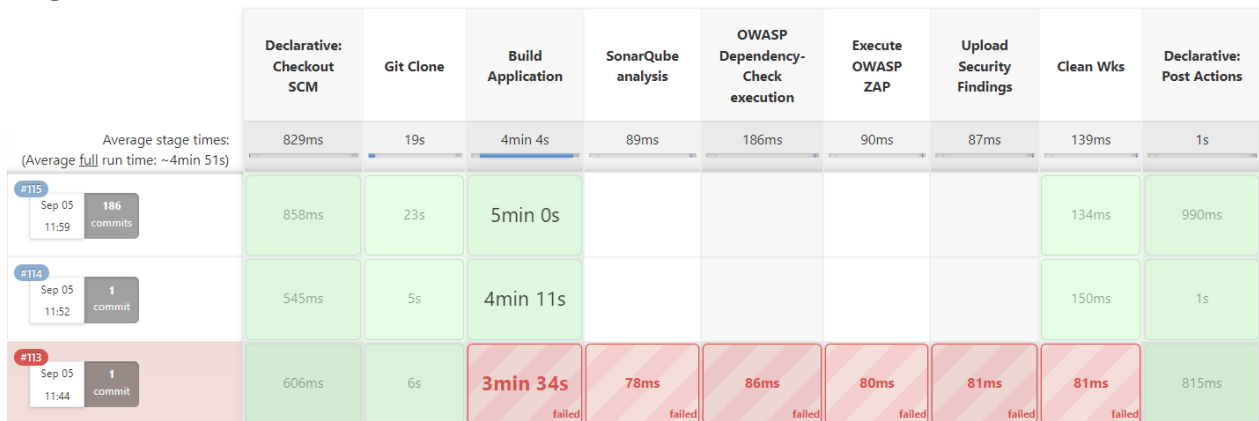 Declarative: Checkout SCM
Git Clone
Build Application
SonarQube analysis
OWASP Dependency-Check execution
Execute OWASP ZAP
Upload Security Findings
Clean Wks
Declarative: Post Actions
Average stage times:
(Average full run time: ~4min 51s)
829ms 19s 4min 4s 89ms 186ms 90ms 87ms 139ms 1s
#115
Sep 05 186
11:59 commits
858ms 23s 5min 0s 134ms 990ms
#114
Sep 05 1
11:52 commit
545ms 5s 4min 11s 150ms 1s
#113
Sep 05 1
11:44 commit
606ms 6s 3min 34s 78ms 86ms 80ms 81ms 81ms 815ms
failed failed failed failed failed failed